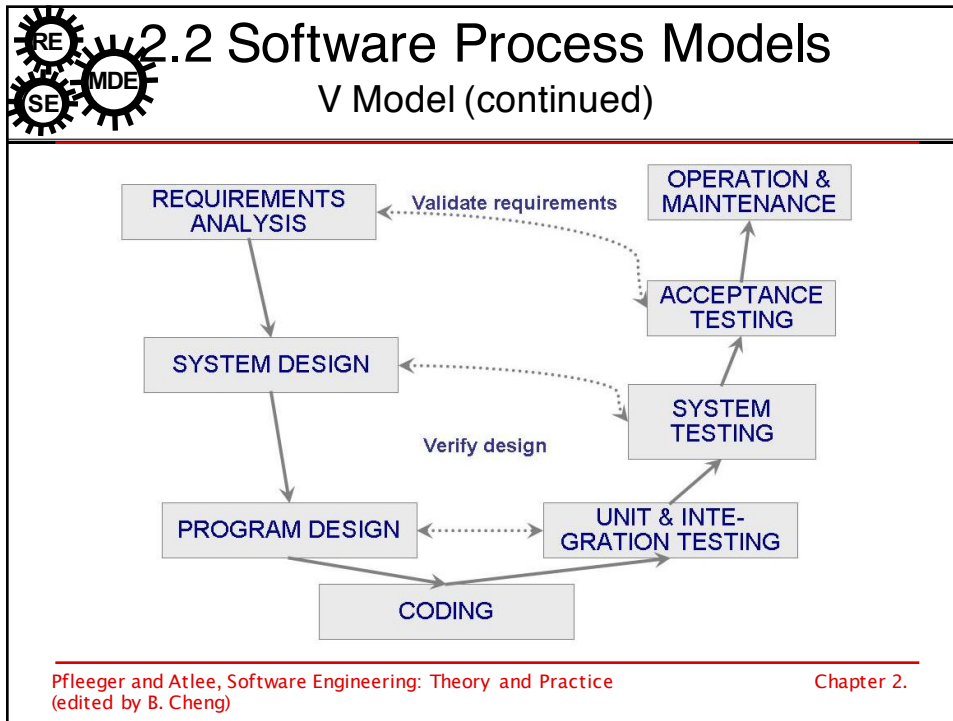 RE
MDE
SE
2.2 Software Process Models
V Model (continued)
REQUIREMENTS
ANALYSIS
Validate requirements
OPERATION &
MAINTENANCE
ACCEPTANCE
TESTING
SYSTEM DESIGN
SYSTEM
TESTING
Verify design
PROGRAM DESIGN
UNIT & INTE-
GRATION TESTING
CODING
Pfleeger and Atlee, Software Engineering: Theory and Practice
(edited by B. Cheng)
Chapter 2.